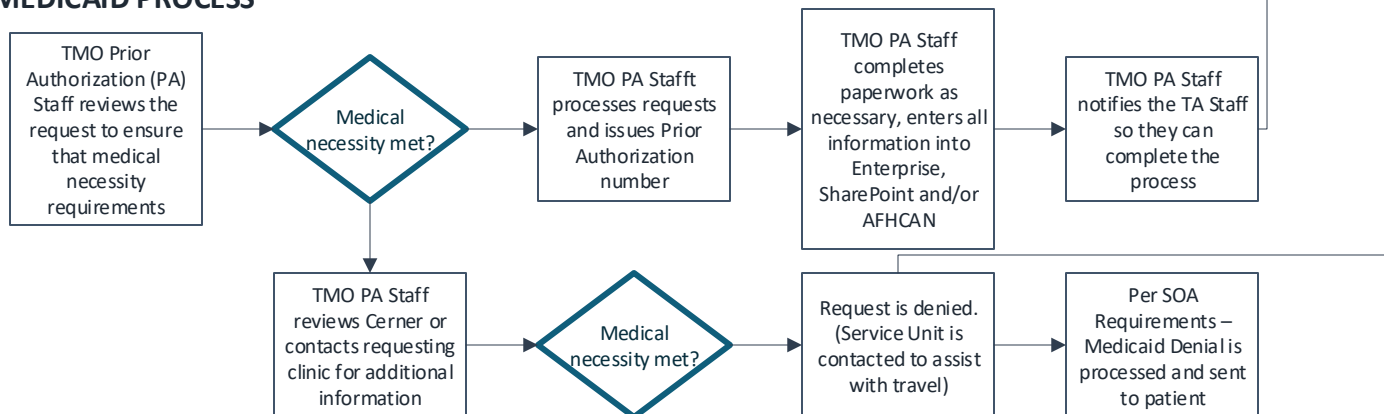 MEDICAID PROCESS
TMO Prior
Authorization (PA)
Staff reviews the
request to ensure
that medical
necessity
requirements
Medical
necessity met?
TMO PA Stafft
processes requests
and issues Prior
Authorization
number
TMO PA Staff
completes
paperwork as
necessary, enters all
information into
Enterprise,
SharePoint and/or
AFHCAN
TMO PA Staff
notifies the TA Staff
so they can
complete the
process
TMO PA Staff
reviews Cerner or
contacts requesting
clinic for additional
information
Medical
necessity met?
Request is denied.
(Service Unit is
contacted to assist
with travel)
Per SOA
Requirements –
Medicaid Denial is
processed and sent
to patient